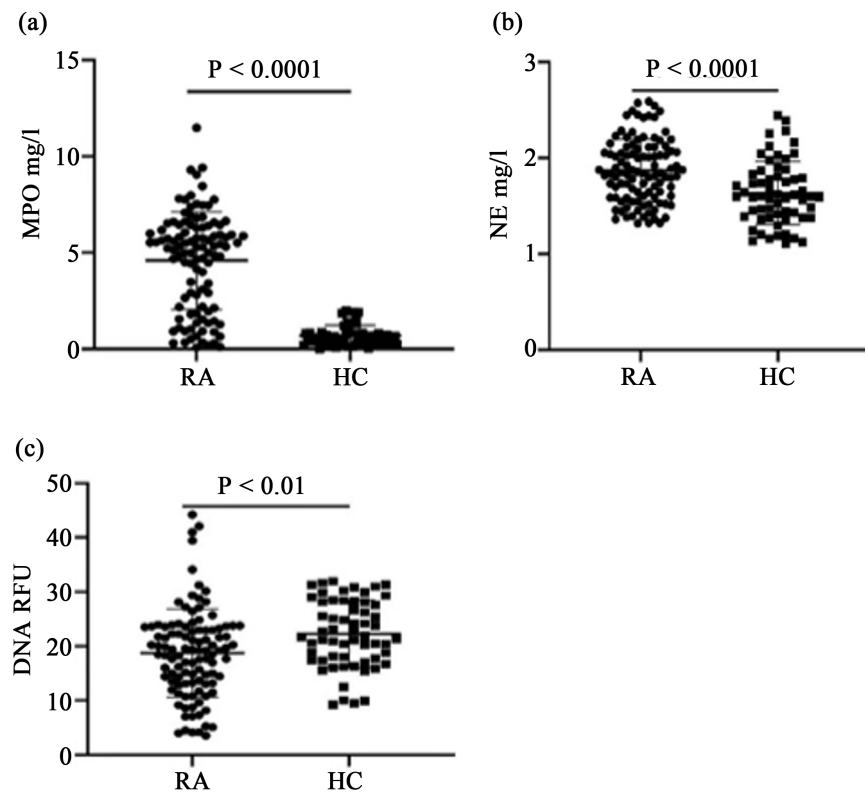 (a)
P < 0.0001
MPO mg/l
15
10
5
0
RA HC
(b)
P < 0.0001
NE mg/l
3
2
1
0
RA HC
(c)
P < 0.01
DNA RFU
50
40
30
20
10
0
RA HC